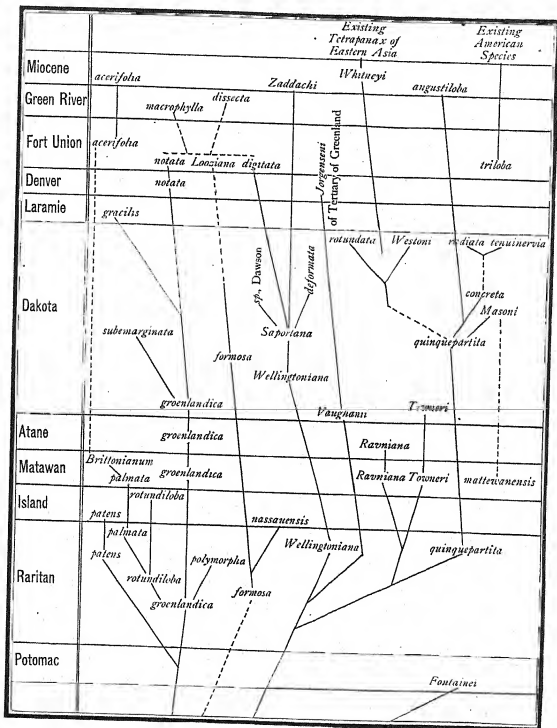 Existing
Tetrapanax of
Eastern Asia
Existing
American
Species
Miocene
acerifolia
Zaddachi
Whitneyi
angustiloba
Green River
macrophylla
dissecta
Fort Union
acerifolia
notata Looziana digitata
triloba
Denver
notata
Jorgenseni
of Tertiary of Greenland
Laramie
gracilis
rotundata
Westoni
radiata tenuinervia
Dakota
sp., Dawson
deformata
concreta
Masoni
submarginata
Saportana
quinquepartita
formosa
Wellingtoniana
groenlandica
Vaughanii
Towneri
Atane
groenlandica
Ravniana
Matawan
Brittonianum
palmata
groenlandica
Ravniana Towneri
mattewanensis
Island
rotundiloba
patens
nassauensis
Raritan
palmata
patens
polymorpha
Wellingtoniana
quinquepartita
rotundiloba
groenlandica
formosa
Potomac
Fontainei